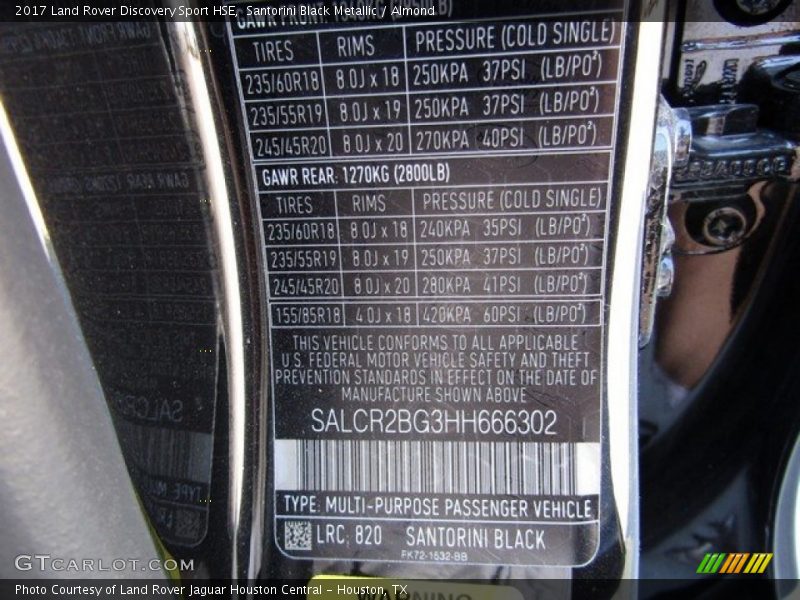 2017 Land Rover Discovery Sport HSE, Santorini Black Metallic / Almond
TIRES RIMS PRESSURE (COLD SINGLE)
235/60R18 8.0J x 18 250KPA 37PSI (LB/PO²)
235/55R19 8.0J x 19 250KPA 37PSI (LB/PO²)
245/45R20 8.0J x 20 270KPA 40PSI (LB/PO²)
GAWR REAR: 1270KG (2800LB)
TIRES RIMS PRESSURE (COLD SINGLE)
235/60R18 8.0J x 18 240KPA 35PSI (LB/PO²)
235/55R19 8.0J x 19 250KPA 37PSI (LB/PO²)
245/45R20 8.0J x 20 280KPA 41PSI (LB/PO²)
155/85R18 4.0J x 18 420KPA 60PSI (LB/PO²)
THIS VEHICLE CONFORMS TO ALL APPLICABLE
U.S. FEDERAL MOTOR VEHICLE SAFETY AND THEFT
PREVENTION STANDARDS IN EFFECT ON THE DATE OF
MANUFACTURE SHOWN ABOVE
SALCR2BG3HH666302
TYPE: MULTI-PURPOSE PASSENGER VEHICLE
LRC: 820 SANTORINI BLACK
FK72-1532-BB
WARNING
GTCarLot.com
Photo Courtesy of Land Rover Jaguar Houston Central - Houston, TX